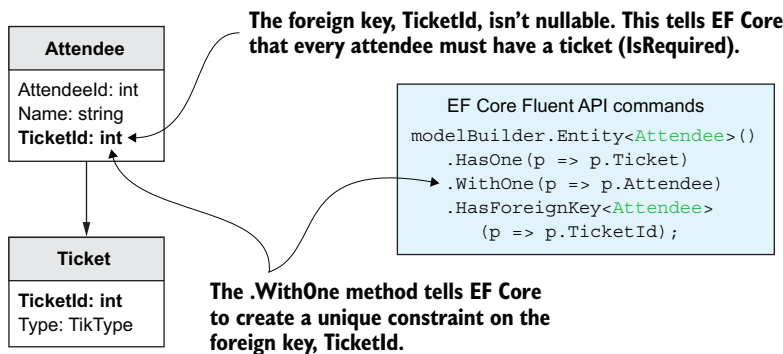 The foreign key, TicketId, isn't nullable. This tells EF Core
that every attendee must have a ticket (IsRequired).
Attendee
AttendeeId: int
Name: string
TicketId: int
EF Core Fluent API commands
modelBuilder.Entity<Attendee>()
.HasOne(p => p.Ticket)
.WithOne(p => p.Attendee)
.HasForeignKey<Attendee>
(p => p.TicketId);
Ticket
TicketId: int
Type: TikType
The .WithOne method tells EF Core
to create a unique constraint on the
foreign key, TicketId.